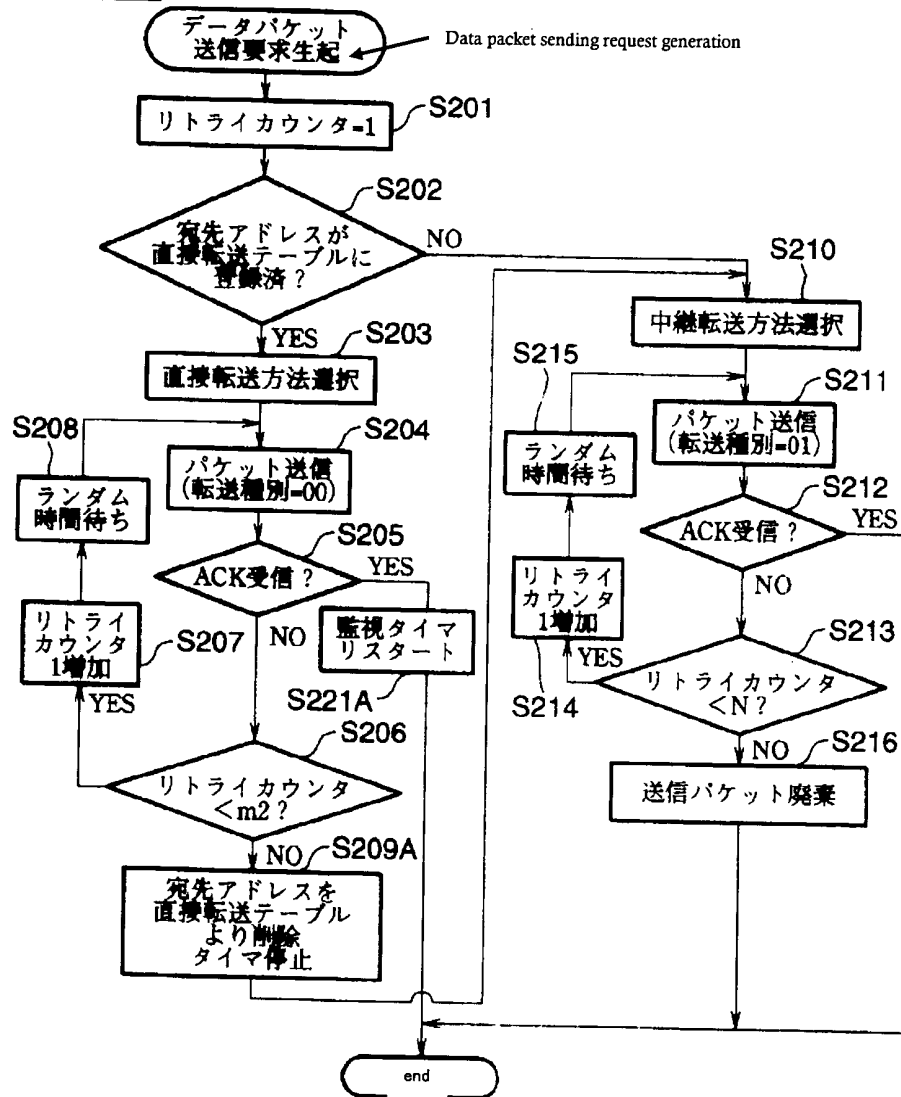 データパケット
送信要求生起
Data packet sending request generation
S201
リトライカウンタ=1
S202
宛先アドレスが
直接転送テーブルに
登録済？
NO
YES
S203
直接転送方法選択
S208
ランダム
時間待ち
S204
パケット送信
(転送種別=00)
S205
ACK受信？
YES
NO
リトライ
カウンタ
1増加
S207
YES
監視タイマ
リスタート
S221A
S206
リトライカウンタ
<m2？
NO
S209A
宛先アドレスを
直接転送テーブル
より削除
タイマ停止
S210
中継転送方法選択
S215
ランダム
時間待ち
S211
パケット送信
(転送種別=01)
S212
ACK受信？
YES
NO
リトライ
カウンタ
1増加
S214
YES
S213
リトライカウンタ
<N？
NO
S216
送信パケット廃棄
end